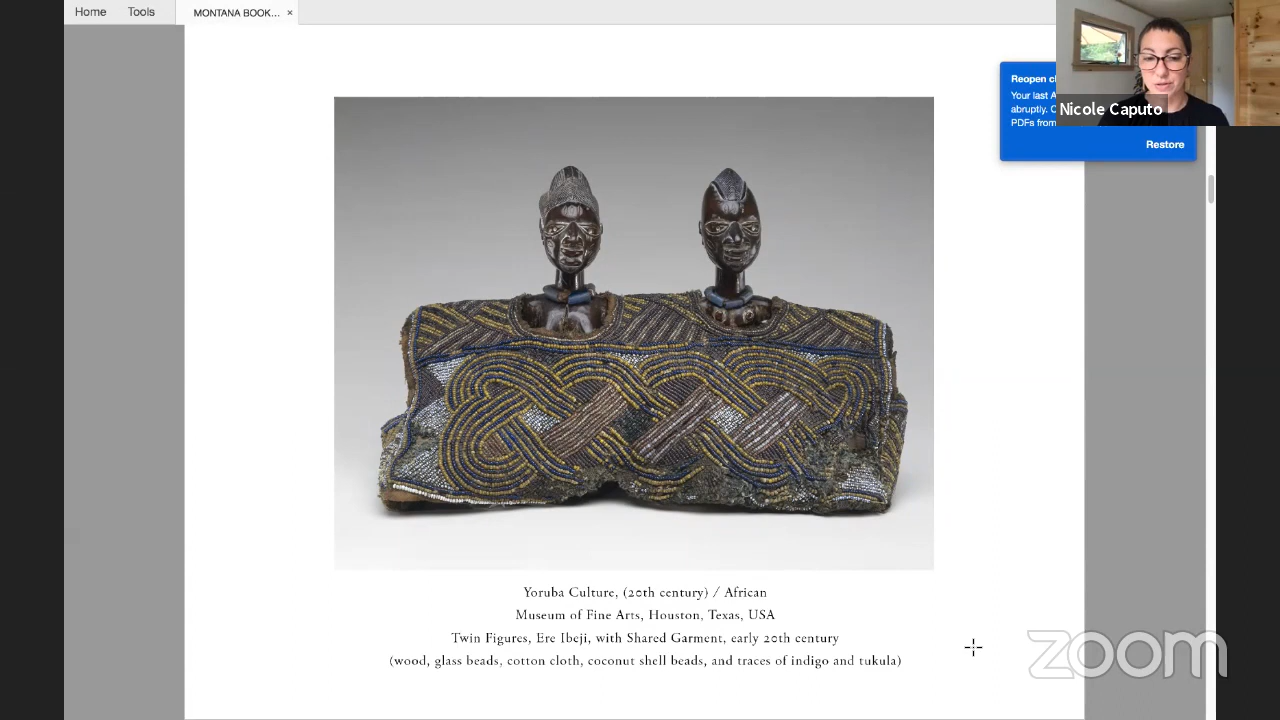 Home Tools MONTANA BOOK... ×
Reopen cl
Your last A
abruptly. C
PDFs from
Restore
Nicole Caputo
Yoruba Culture, (20th century) / African
Museum of Fine Arts, Houston, Texas, USA
Twin Figures, Ere Ibeji, with Shared Garment, early 20th century
(wood, glass beads, cotton cloth, coconut shell beads, and traces of indigo and tukula)
zoom